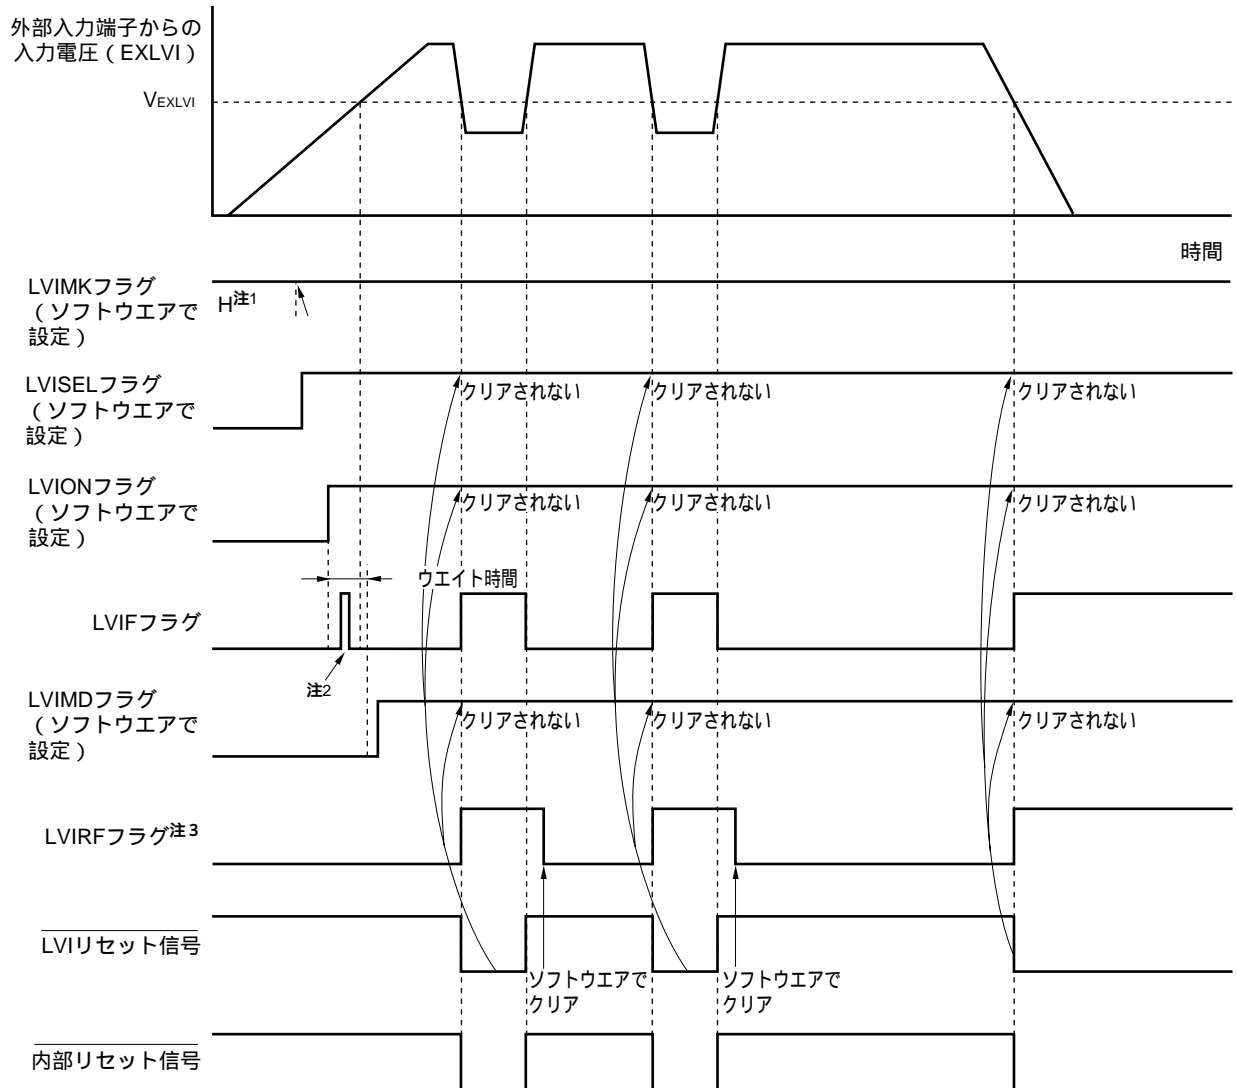 外部入力端子からの
入力電圧（EXLVI）
VEXLVI
時間
LVIMKフラグ
（ソフトウエアで
設定）
H注1
LVISELフラグ
（ソフトウエアで
設定）
クリアされない
クリアされない
クリアされない
LVIONフラグ
（ソフトウエアで
設定）
クリアされない
クリアされない
クリアされない
ウエイト時間
LVIFフラグ
注2
LVIMDフラグ
（ソフトウエアで
設定）
クリアされない
クリアされない
クリアされない
LVIRFフラグ注3
LVIリセット信号
ソフトウエアで
クリア
ソフトウエアで
クリア
内部リセット信号